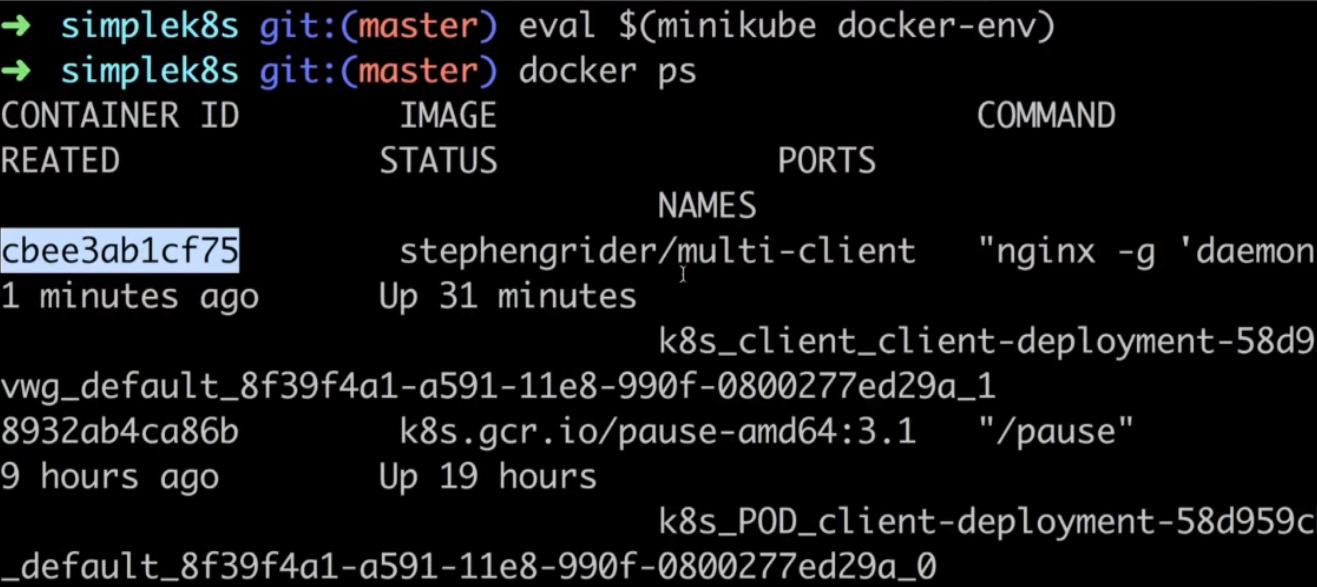 ➜ simplek8s git:(master) eval $(minikube docker-env)
➜ simplek8s git:(master) docker ps
CONTAINER ID IMAGE COMMAND
REATED STATUS PORTS
NAMES
cbee3ab1cf75 stephengrider/multi-client "nginx -g 'daemon
1 minutes ago Up 31 minutes
k8s_client_client-deployment-58d9
vwg_default_8f39f4a1-a591-11e8-990f-0800277ed29a_1
8932ab4ca86b k8s.gcr.io/pause-amd64:3.1 "/pause"
9 hours ago Up 19 hours
k8s_POD_client-deployment-58d959c
_default_8f39f4a1-a591-11e8-990f-0800277ed29a_0